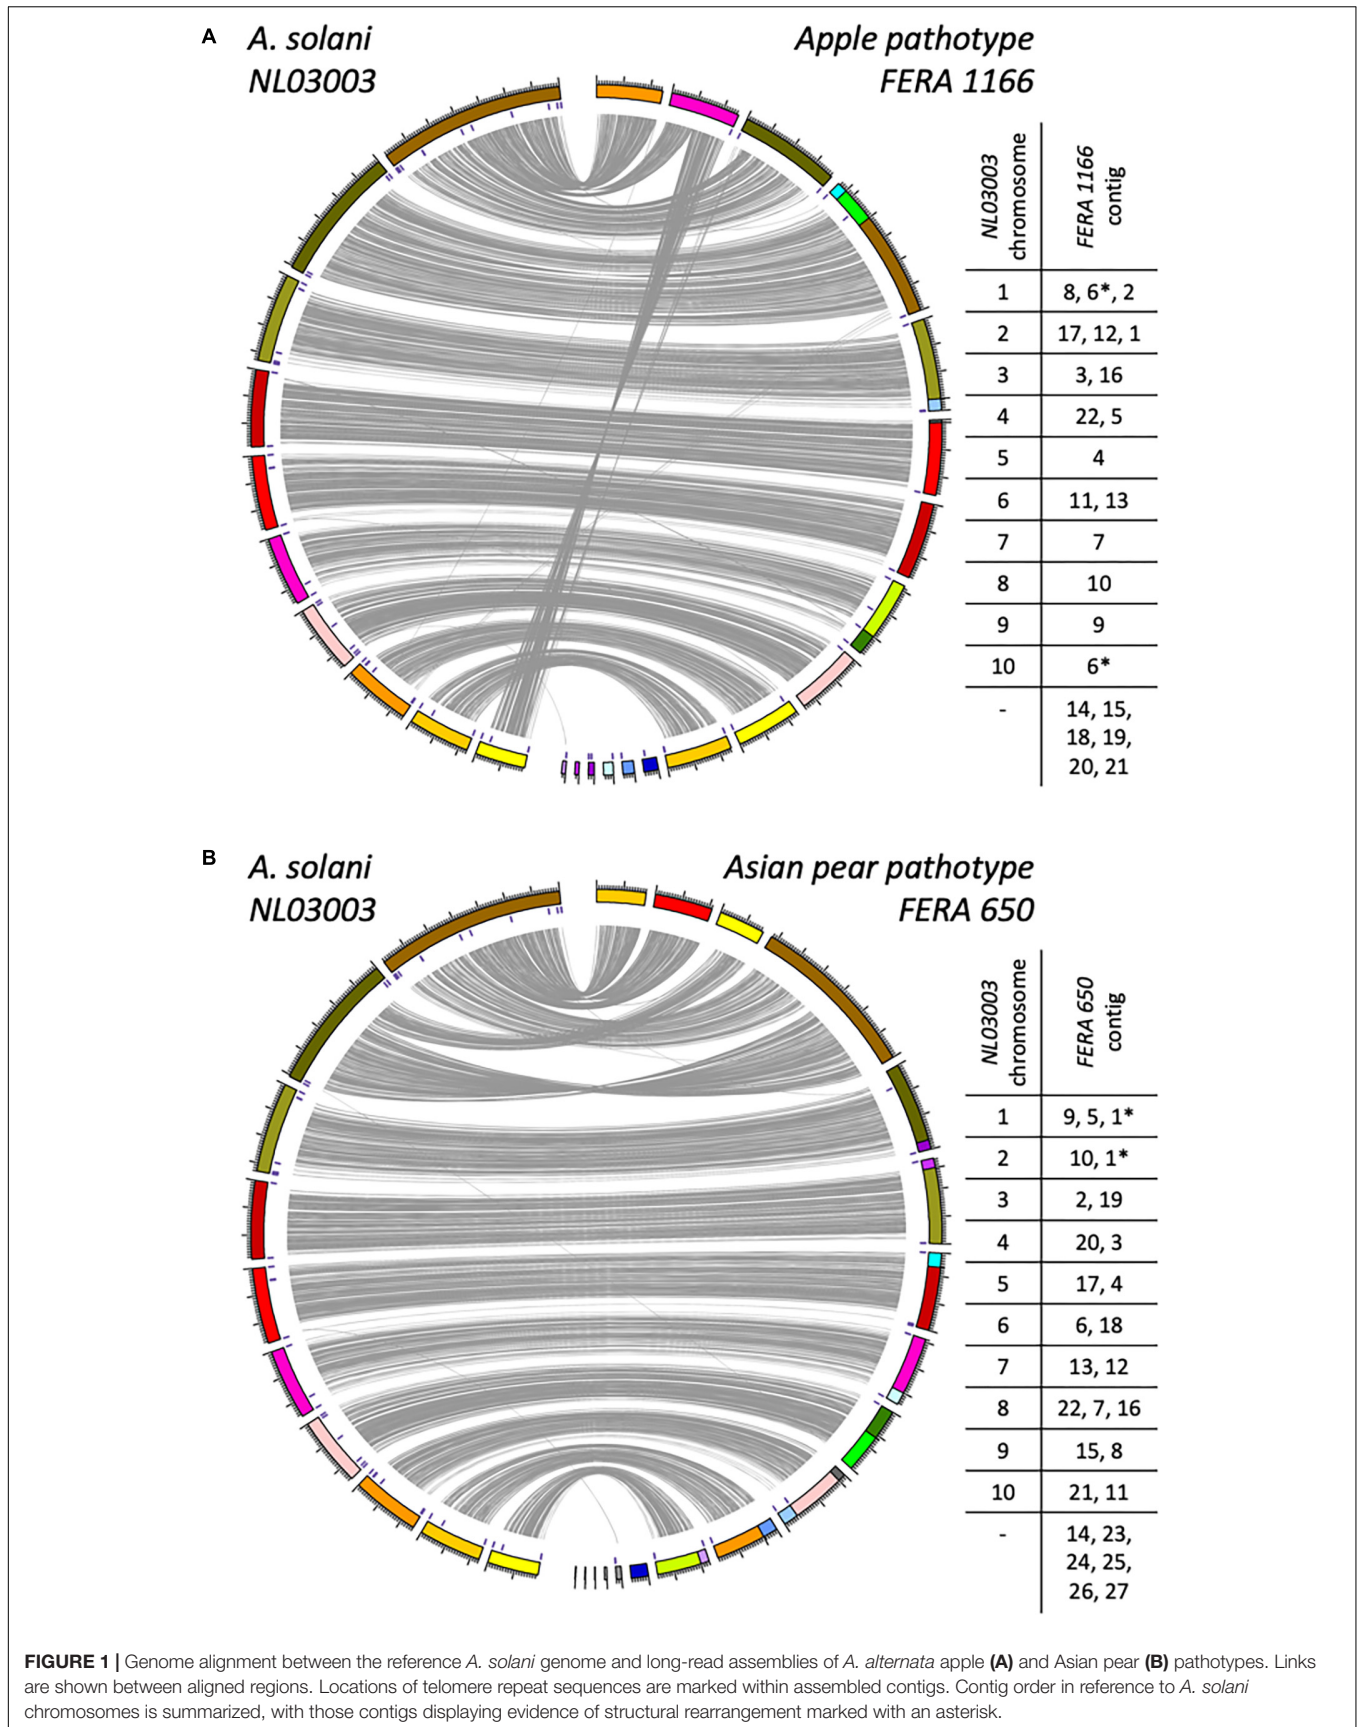 A
A. solani
NL03003
Apple pathotype
FERA 1166
NL03003
chromosome
FERA 1166
contig
1 8, 6*, 2
2 17, 12, 1
3 3, 16
4 22, 5
5 4
6 11, 13
7 7
8 10
9 9
10 6*
- 14, 15,
18, 19,
20, 21
B
A. solani
NL03003
Asian pear pathotype
FERA 650
NL03003
chromosome
FERA 650
contig
1 9, 5, 1*
2 10, 1*
3 2, 19
4 20, 3
5 17, 4
6 6, 18
7 13, 12
8 22, 7, 16
9 15, 8
10 21, 11
- 14, 23,
24, 25,
26, 27
FIGURE 1 | Genome alignment between the reference A. solani genome and long-read assemblies of A. alternata apple (A) and Asian pear (B) pathotypes. Links
are shown between aligned regions. Locations of telomere repeat sequences are marked within assembled contigs. Contig order in reference to A. solani
chromosomes is summarized, with those contigs displaying evidence of structural rearrangement marked with an asterisk.